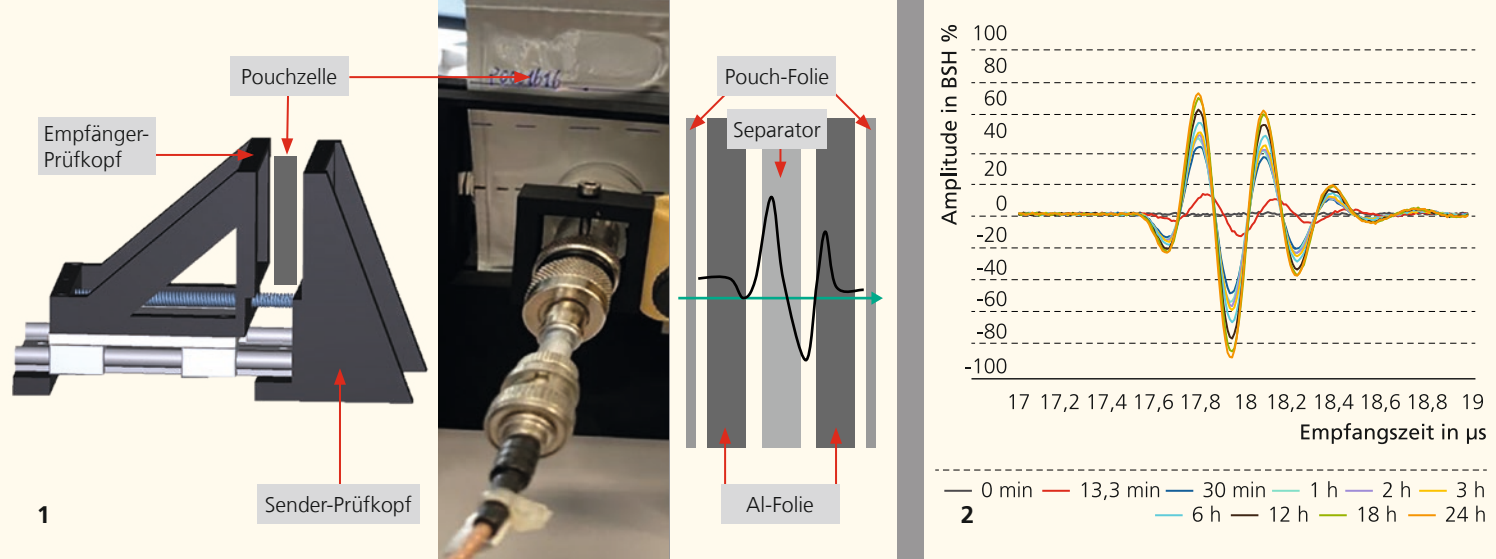 Pouchzelle
Empfänger-
Prüfkopf
Sender-Prüfkopf
1
Pouch-Folie
Separator
Al-Folie
Amplitude in BSH %
100
80
60
40
20
0
-20
-40
-60
-80
-100
17 17,2 17,4 17,6 17,8 18 18,2 18,4 18,6 18,8 19
Empfangszeit in µs
0 min 13,3 min 30 min 1 h 2 h 3 h
6 h 12 h 18 h 24 h
2